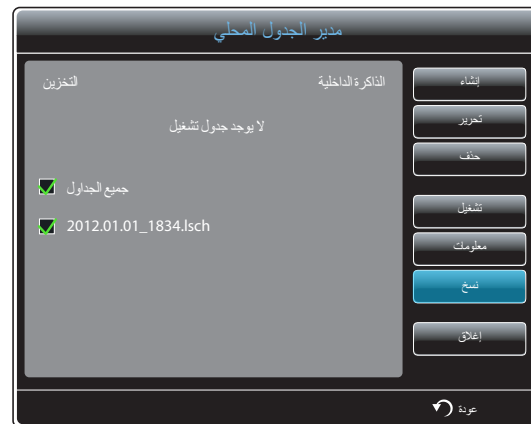 مدير الجدول المحلي
الذاكرة الداخلية
التخزين
لا يوجد جدول تشغيل
جميع الجداول
2012.01.01_1834.lsch
إنشاء
تحرير
حذف
تشغيل
معلومات
نسخ
إغلاق
عودة